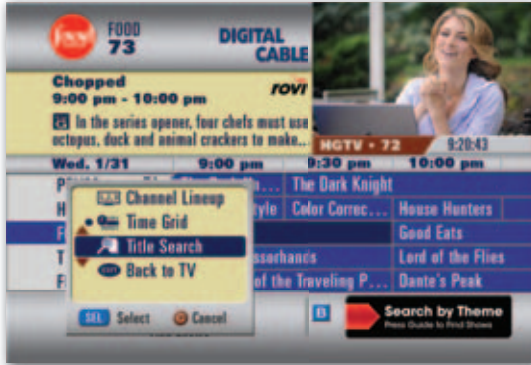 food
FOOD
73
DIGITAL
CABLE
Chopped
9:00 pm - 10:00 pm
rovi
In the series opener, four chefs must use
octopus, duck and animal crackers to make...
HGTV • 72
9:20:43
Wed. 1/31
9:00 pm
9:30 pm
10:00 pm
The Dark Knight
Color Correc...
House Hunters
Good Eats
Lord of the Flies
of the Traveling P...
Dante's Peak
Channel Lineup
Time Grid
Title Search
Back to TV
SEL Select
Cancel
B
Search by Theme
Press Guide to Find Shows